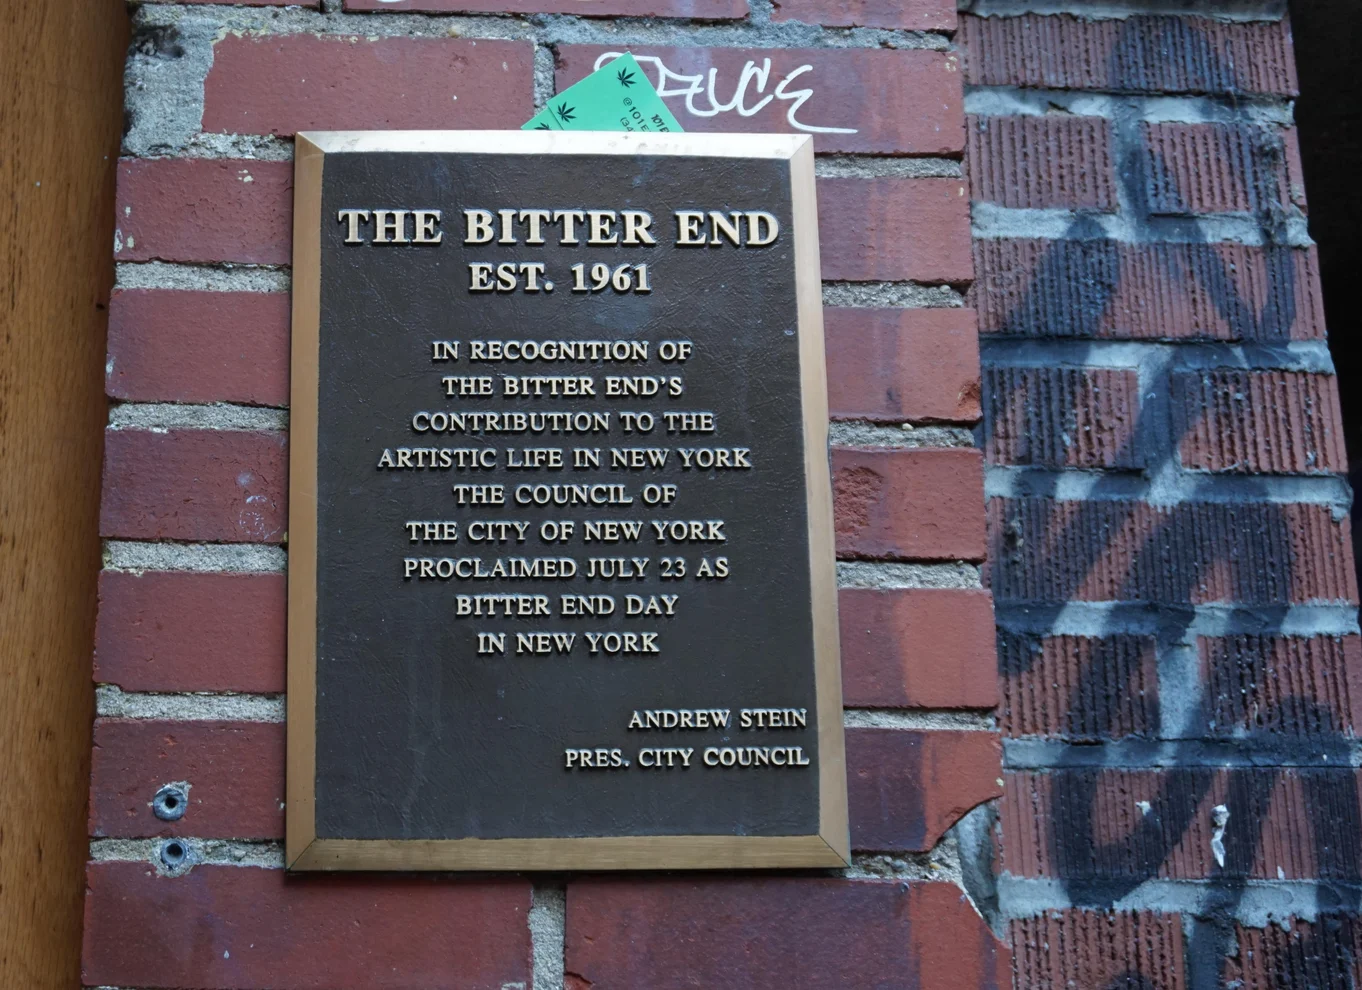 THE BITTER END
EST. 1961
IN RECOGNITION OF
THE BITTER END'S
CONTRIBUTION TO THE
ARTISTIC LIFE IN NEW YORK
THE COUNCIL OF
THE CITY OF NEW YORK
PROCLAIMED JULY 23 AS
BITTER END DAY
IN NEW YORK
ANDREW STEIN
PRES. CITY COUNCIL